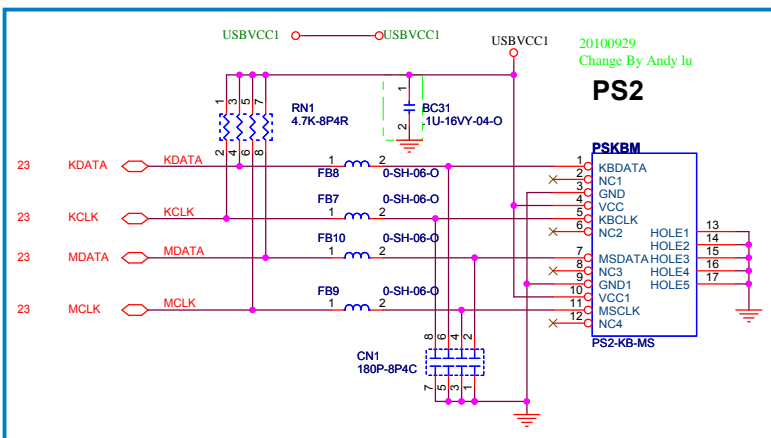 USBVCC1 USBVCC1 USBVCC1
20100929
Change By Andy lu
PS2
1 3 5 7
RN1
4.7K-8P4R
2 4 6 8
1
BC31
.1U-16VY-04-O
2
PSKBM
23 KDATA KDATA 1 2 1 KBDATA
FB8 0-SH-06-O
2 NC1
3 GND
4 VCC
FB7 0-SH-06-O
23 KCLK KCLK 1 2 5 KBCLK
6 NC2
FB10 0-SH-06-O
23 MDATA MDATA 1 2 7 MSDATA
8 NC3
9 GND1
10 VCC1
FB9 0-SH-06-O
23 MCLK MCLK 1 2 11 MSCLK
12 NC4
HOLE1 13
HOLE2 14
HOLE3 15
HOLE4 16
HOLE5 17
PS2-KB-MS
8 6 4 2
CN1
180P-8P4C
7 5 3 1